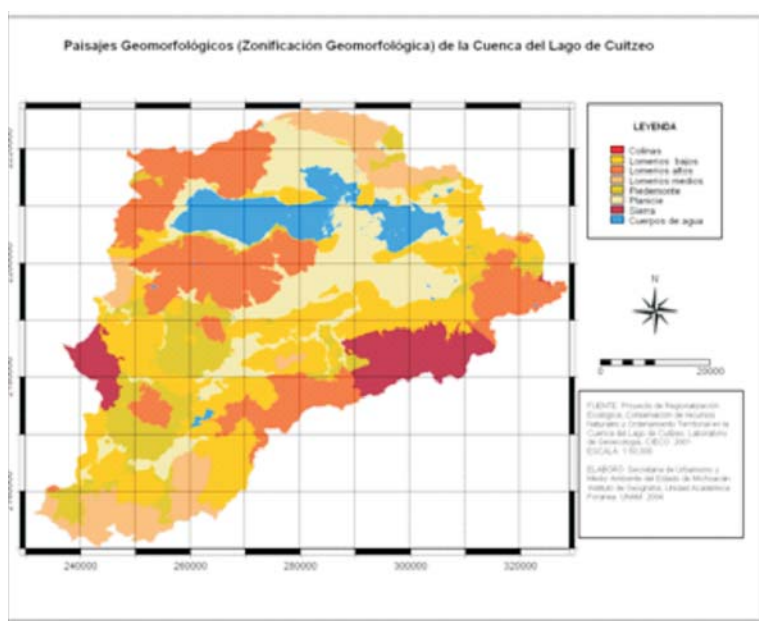 Paisajes Geomorfológicos (Zonificación Geomorfológica) de la Cuenca del Lago de Cuitzeo
LEYENDA
Colinas
Lomerios bajos
Lomerios altos
Lomerios medios
Piedemonte
Planicie
Sierra
Cuerpos de agua
N
0 20000
FUENTE: Proyecto de Regionalización
Ecológica, Conservación de recursos
Naturales y Ordenamiento Territorial en la
Cuenca del Lago de Cuitzeo. Laboratorio
de Geoecología, 2001
ESCALA: 1:50,000
ELABORÓ: Secretaría de Urbanismo y
Medio Ambiente del Estado de Michoacán
Instituto de Geografía, Unidad Académica
UNAM, 2004
240000 260000 280000 300000 320000